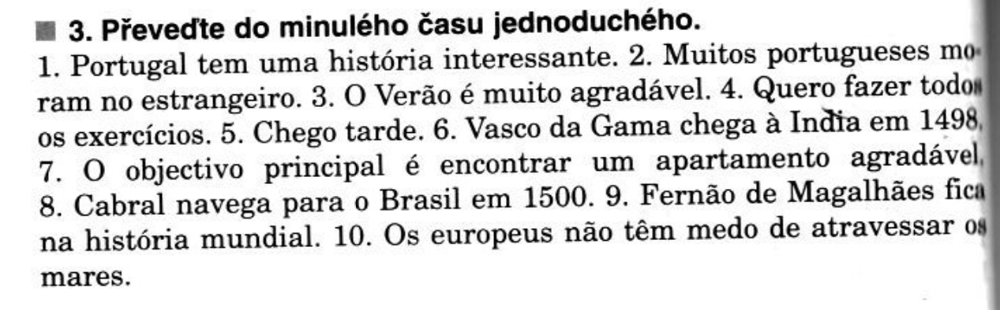 3. Převeďte do minulého času jednoduchého.
1. Portugal tem uma história interessante. 2. Muitos portugueses mo-
ram no estrangeiro. 3. O Verão é muito agradável. 4. Quero fazer todos
os exercícios. 5. Chego tarde. 6. Vasco da Gama chega à Indía em 1498.
7. O objectivo principal é encontrar um apartamento agradável.
8. Cabral navega para o Brasil em 1500. 9. Fernão de Magalhães fica
na história mundial. 10. Os europeus não têm medo de atravessar os
mares.